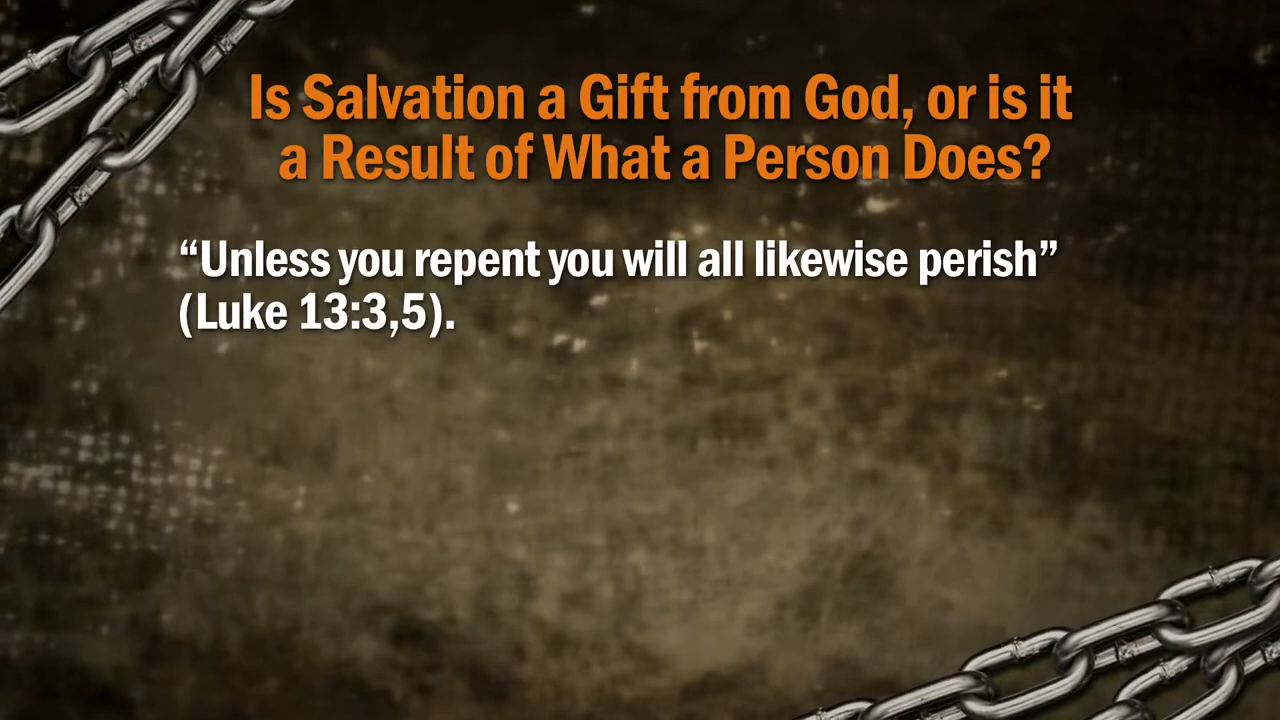 Is Salvation a Gift from God, or is it
a Result of What a Person Does?
“Unless you repent you will all likewise perish”
(Luke 13:3,5).